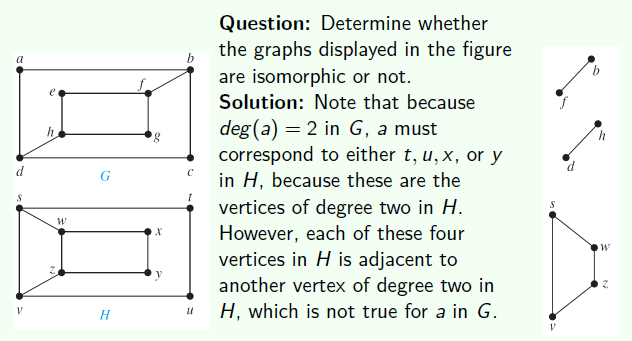 a
b
e
f
h
g
d
c
G
s
t
w
x
z
y
v
u
H
Question: Determine whether
the graphs displayed in the figure
are isomorphic or not.
Solution: Note that because
deg(a) = 2 in G, a must
correspond to either t, u, x, or y
in H, because these are the
vertices of degree two in H.
However, each of these four
vertices in H is adjacent to
another vertex of degree two in
H, which is not true for a in G.
b
f
h
d
s
w
z
v